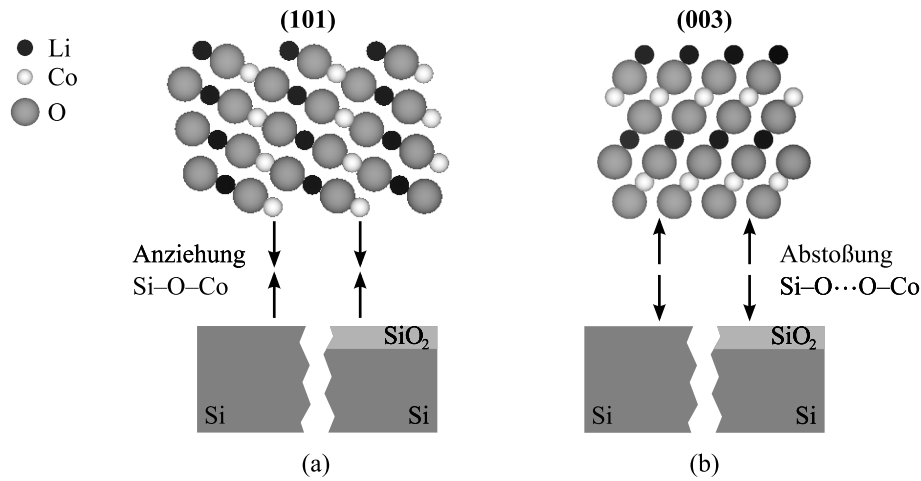 (101)
(003)
Li
Co
O
Anziehung
Si–O–Co
Abstoßung
Si–O···O–Co
SiO₂
Si
Si
SiO₂
Si
Si
(a)
(b)